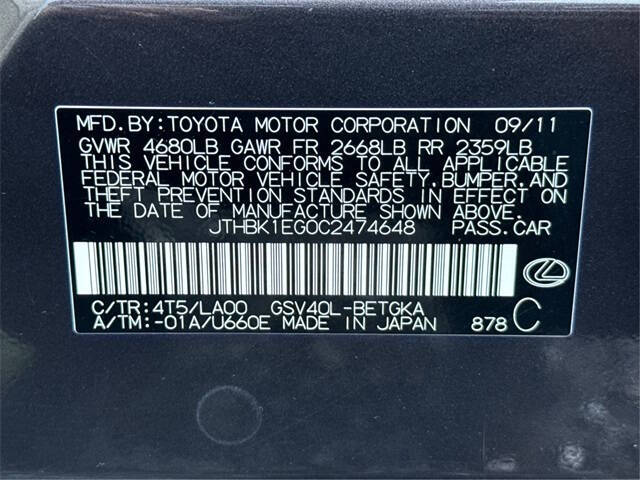 MFD.BY:TOYOTA MOTOR CORPORATION 09/11
GVWR 4680LB GAWR FR 2668LB RR 2359LB
THIS VEHICLE CONFORMS TO ALL APPLICABLE
FEDERAL MOTOR VEHICLE SAFETY,BUMPER,AND
THEFT PREVENTION STANDARDS IN EFFECT ON
THE DATE OF MANUFACTURE SHOWN ABOVE.
JTHBK1EG0C2474648 PASS.CAR
C/TR:4T5/LA00 GSV40L-BETGKA
A/TM:-01A/U660E MADE IN JAPAN 878 C